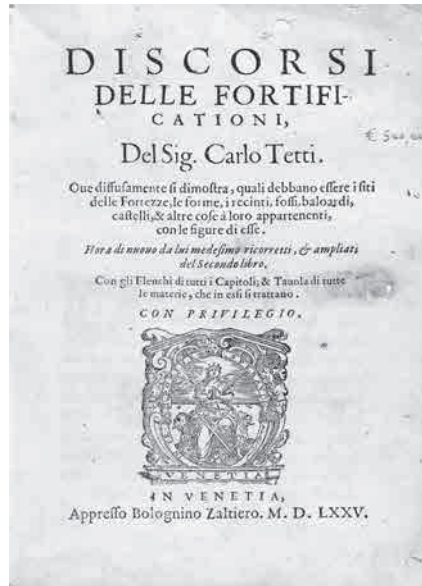 DISCORSI
DELLE FORTIFI-
CATIONI,
Del Sig. Carlo Tetti.
Oue diffusamente si dimostra, quali debbano essere i siti
delle Fortezze, le forme, i recinti, fossi, baloardi,
castelli, & altre cose à loro appartenenti,
con le figure di esse.
Hora di nuouo da lui medesimo ricorretti, & ampliati
del Secondo libro.
Con gli Elenchi di tutti i Capitoli; & Tauola di tutte
le materie, che in essi si trattano.
CON PRIVILEGIO.
VENETIA
IN VENETIA,
Appresso Bolognino Zaltiero. M. D. LXXV.